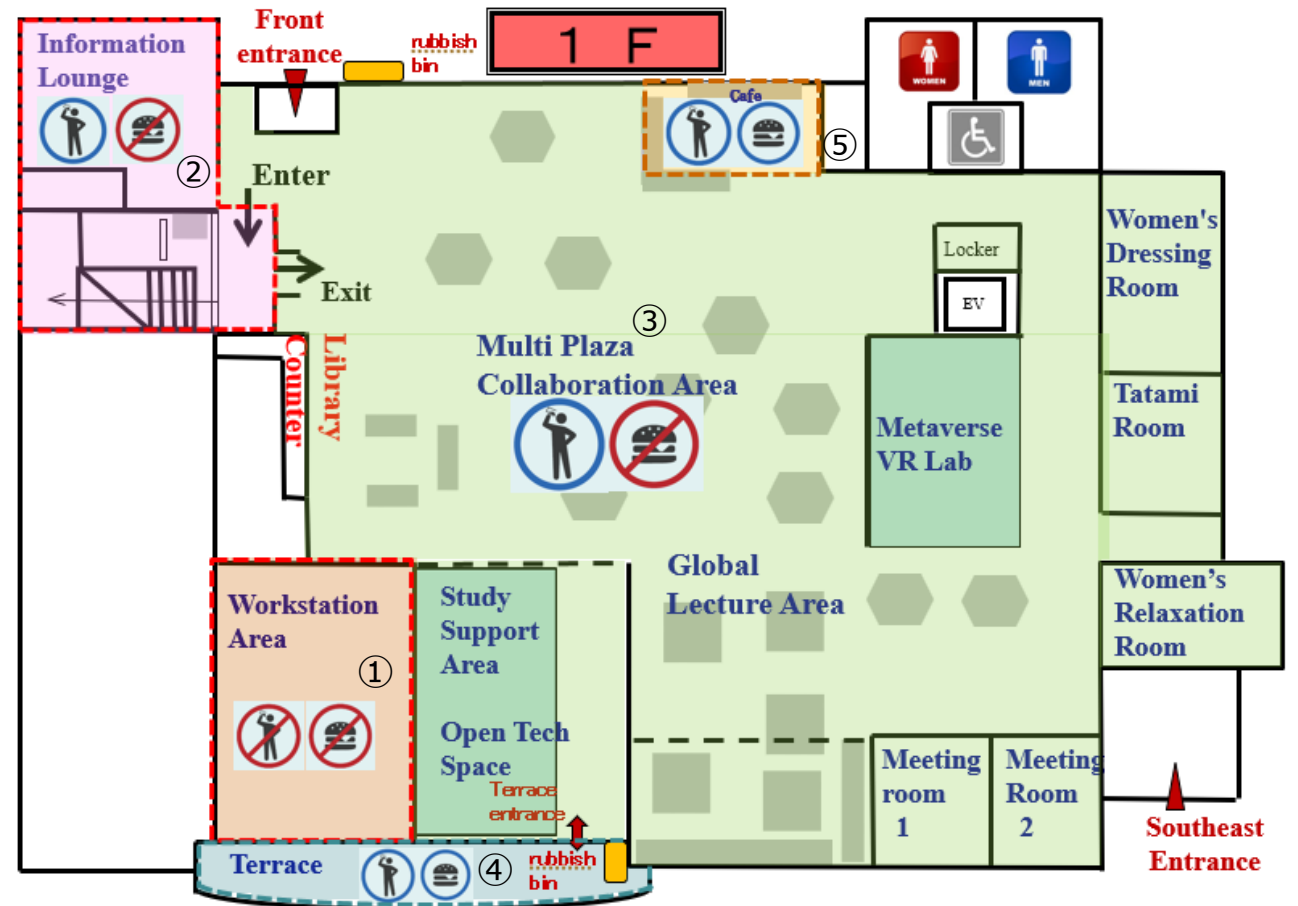 1 F
Information
Lounge
②
Front
entrance
rubbish
bin
Cafe
⑤
WOMEN
MEN
Enter
Exit
Library
Counter
③
Multi Plaza
Collaboration Area
Locker
EV
Women's
Dressing
Room
Tatami
Room
Metaverse
VR Lab
Global
Lecture Area
Women’s
Relaxation
Room
Workstation
Area
①
Study
Support
Area
Open Tech
Space
Terrace
entrance
Meeting
room
1
Meeting
Room
2
Southeast
Entrance
Terrace
④
rubbish
bin